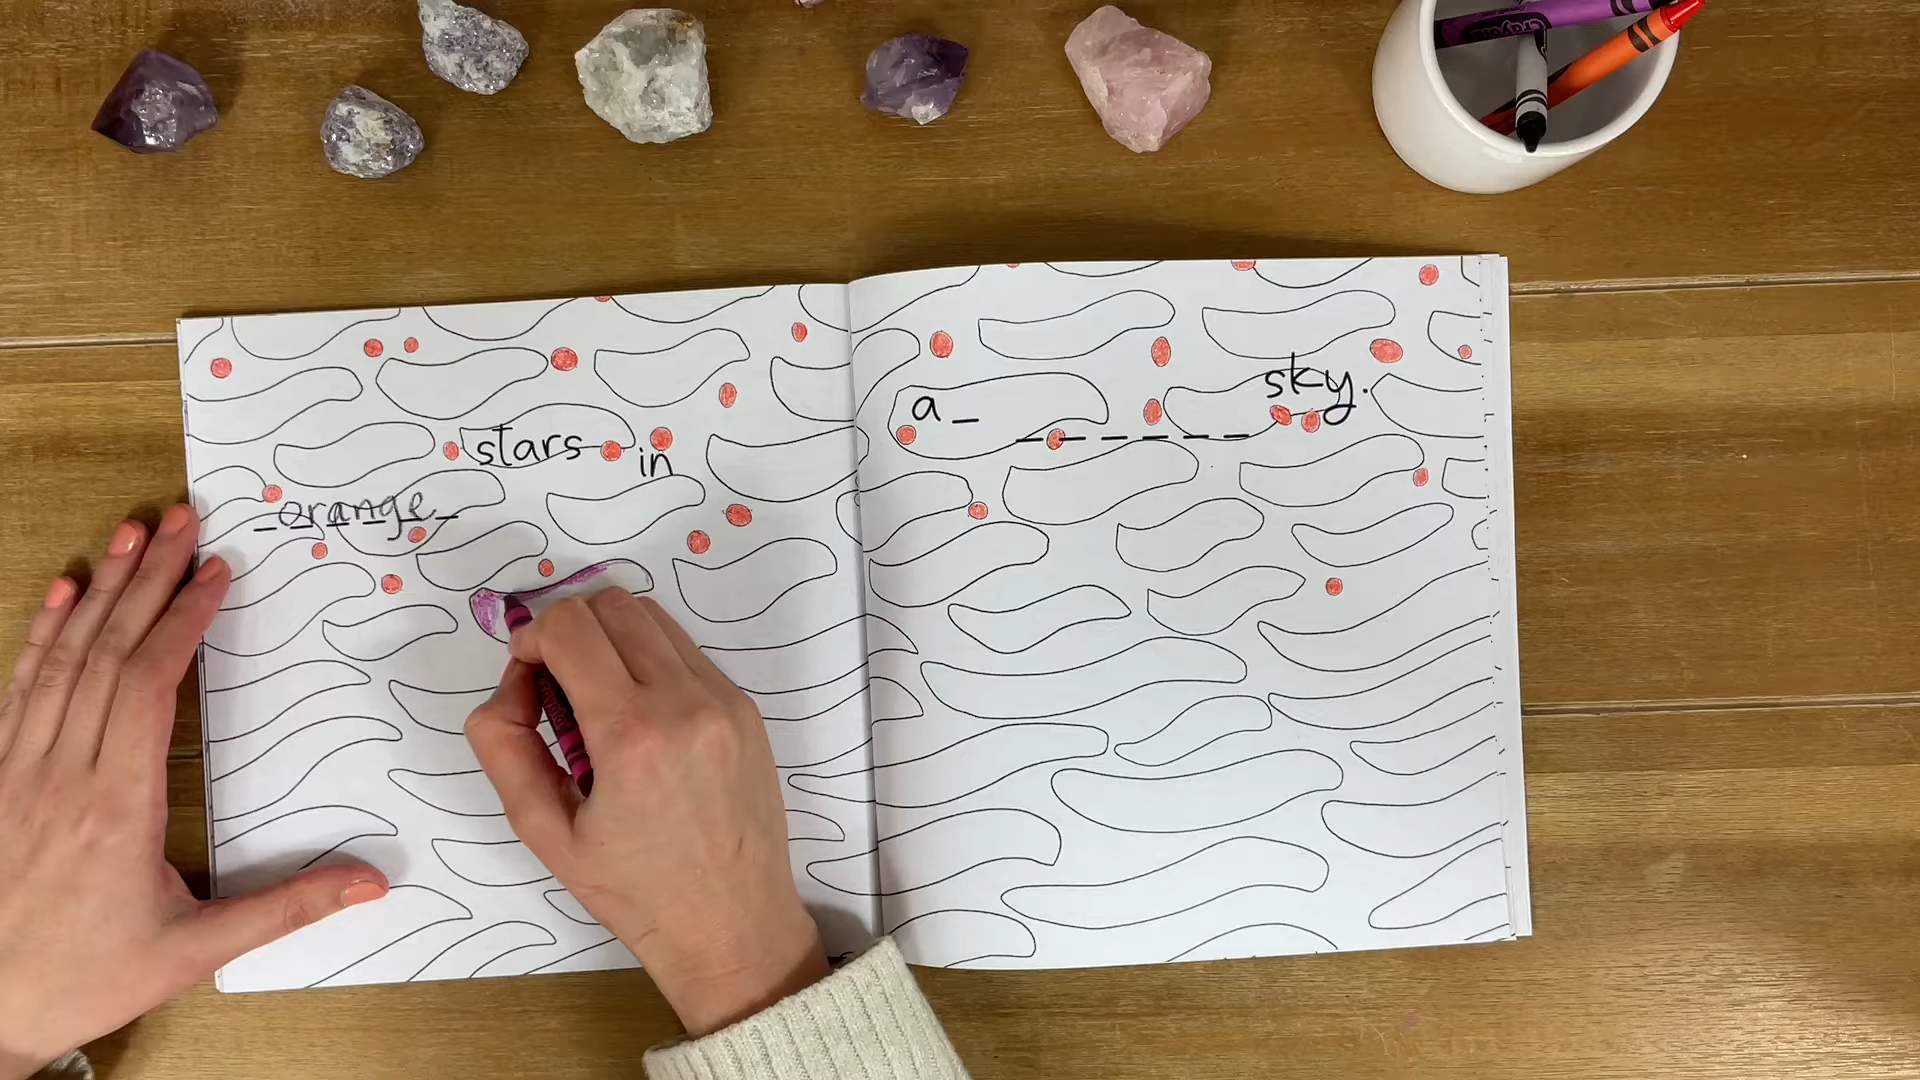 orange
stars in
a _ _ _ _ _ _ _ sky.